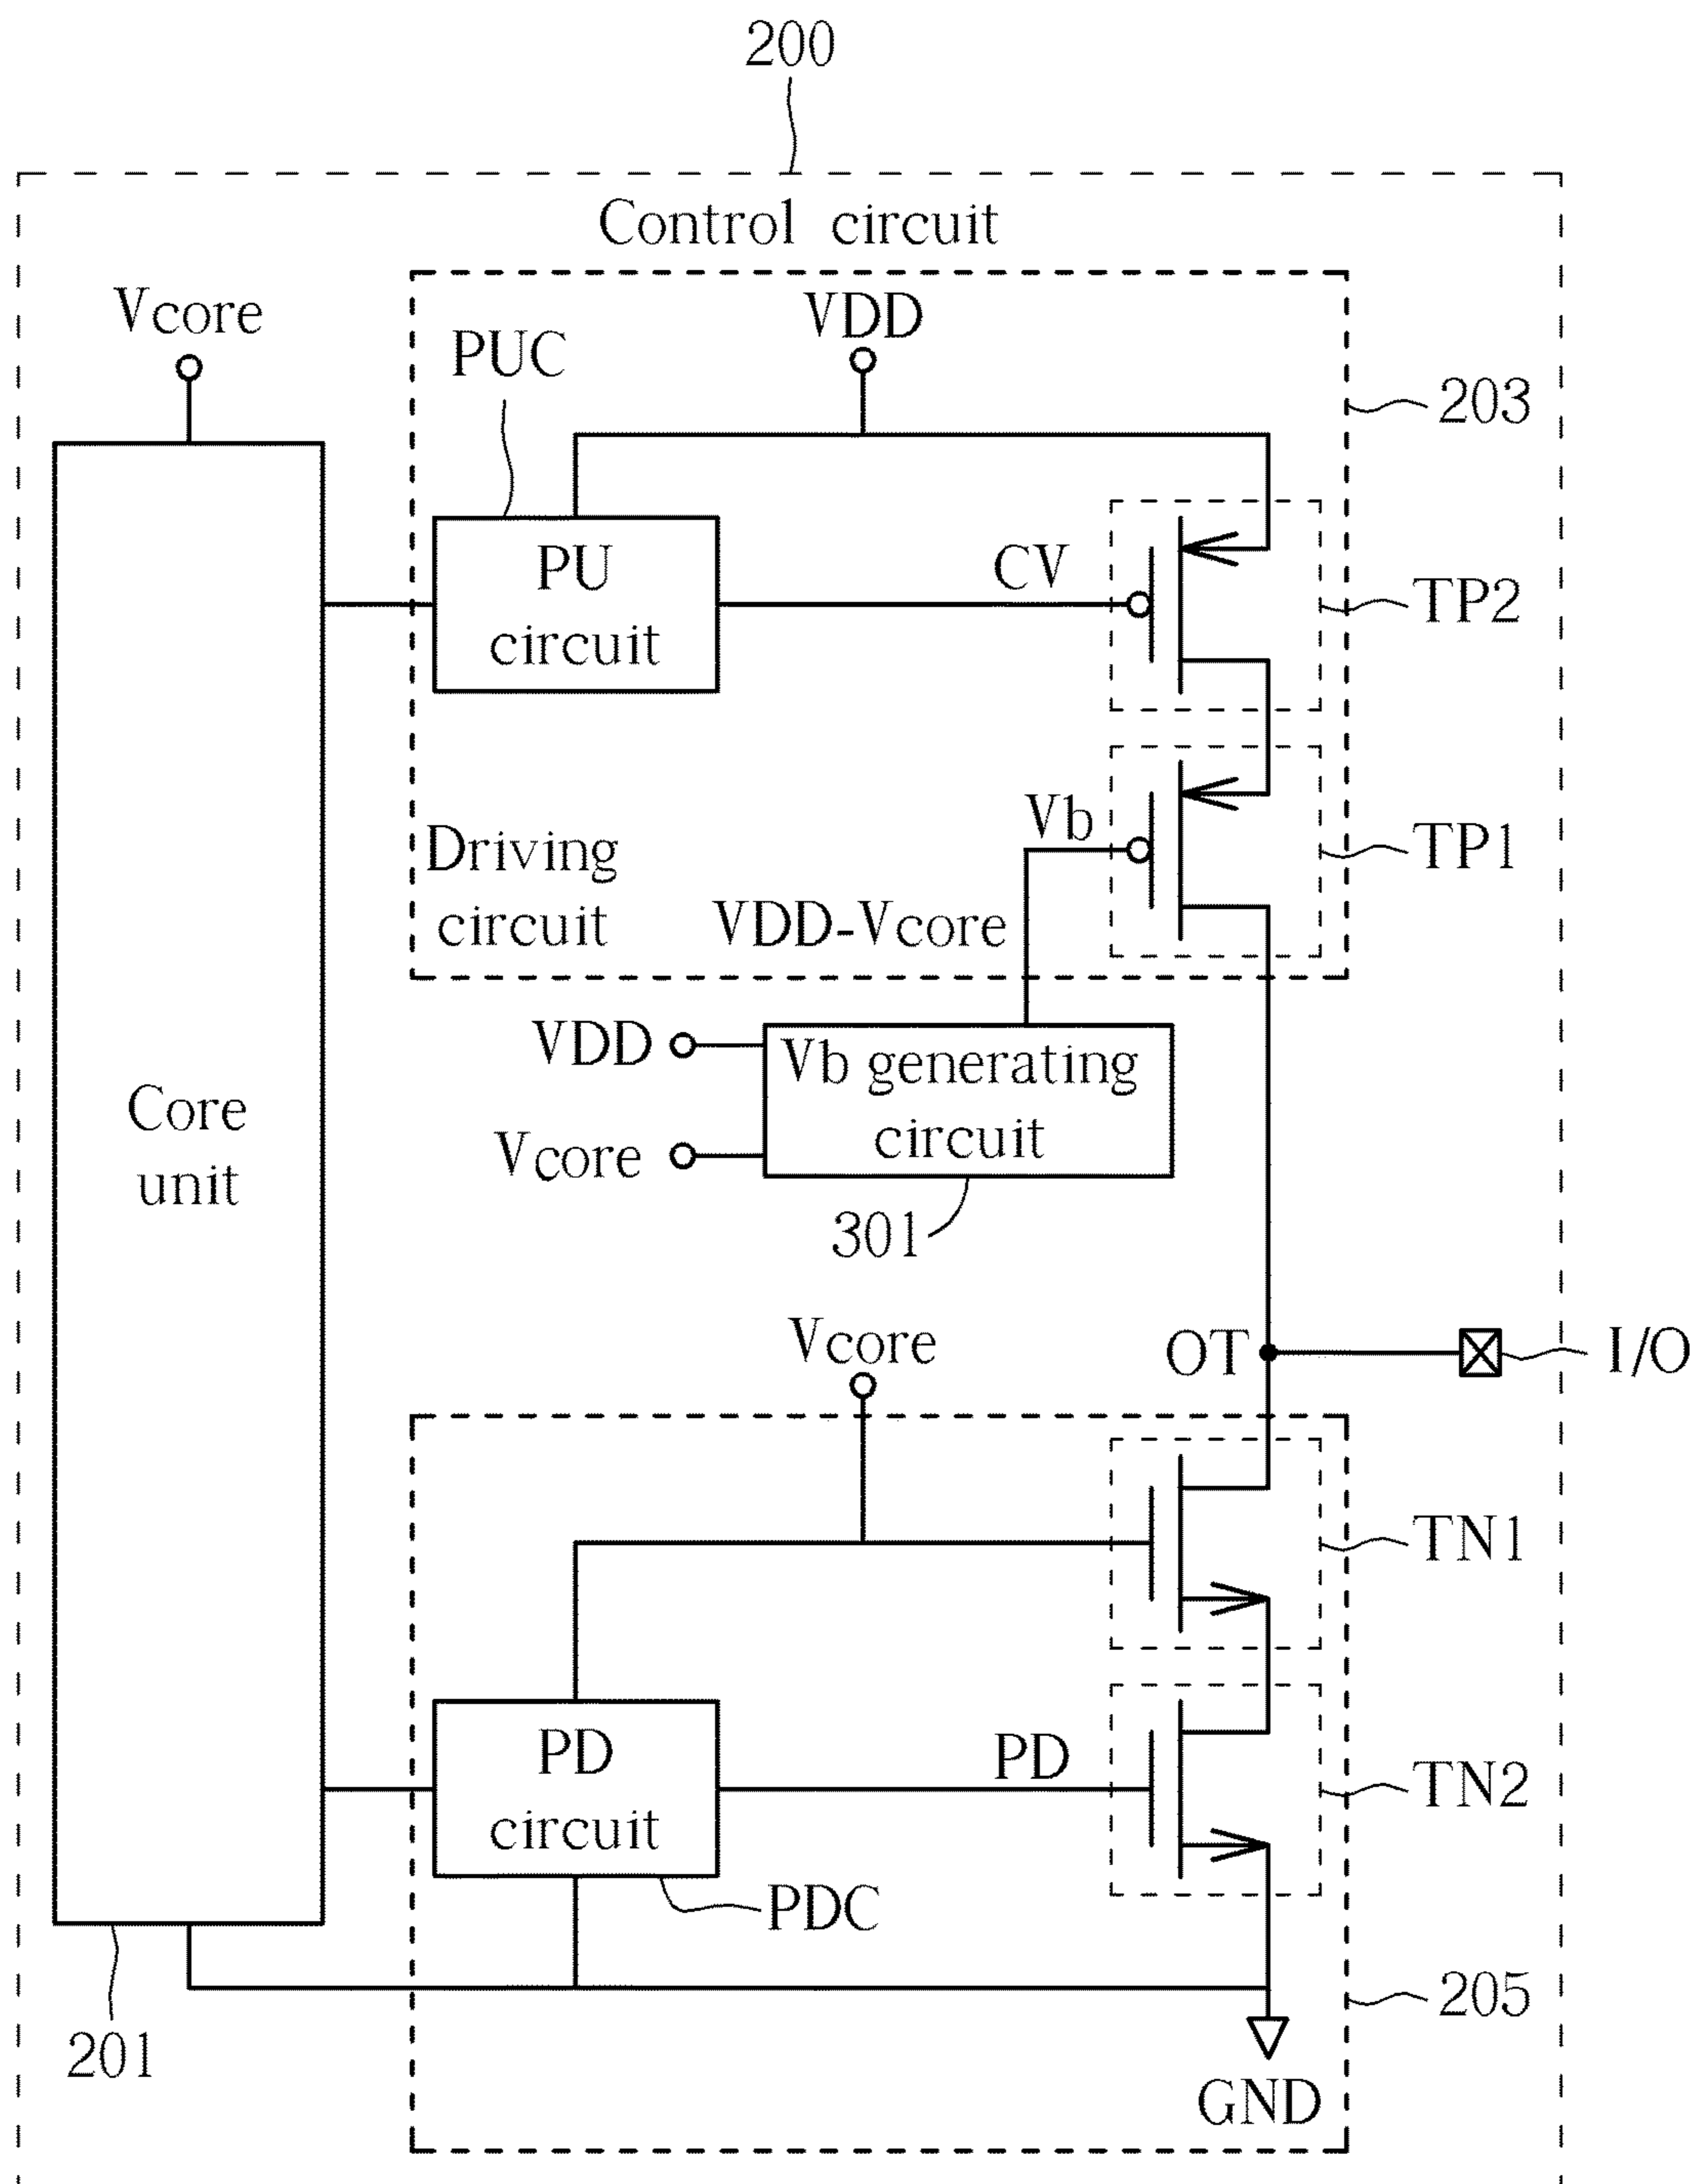 200
Control circuit
Vcore
VDD
PUC
203
PU
circuit
CV
TP2
Vb
TP1
Driving
circuit
VDD-Vcore
VDD
Vcore
Vb generating
circuit
301
Core
unit
Vcore
OT
I/O
TN1
PD
circuit
PD
TN2
PDC
205
201
GND